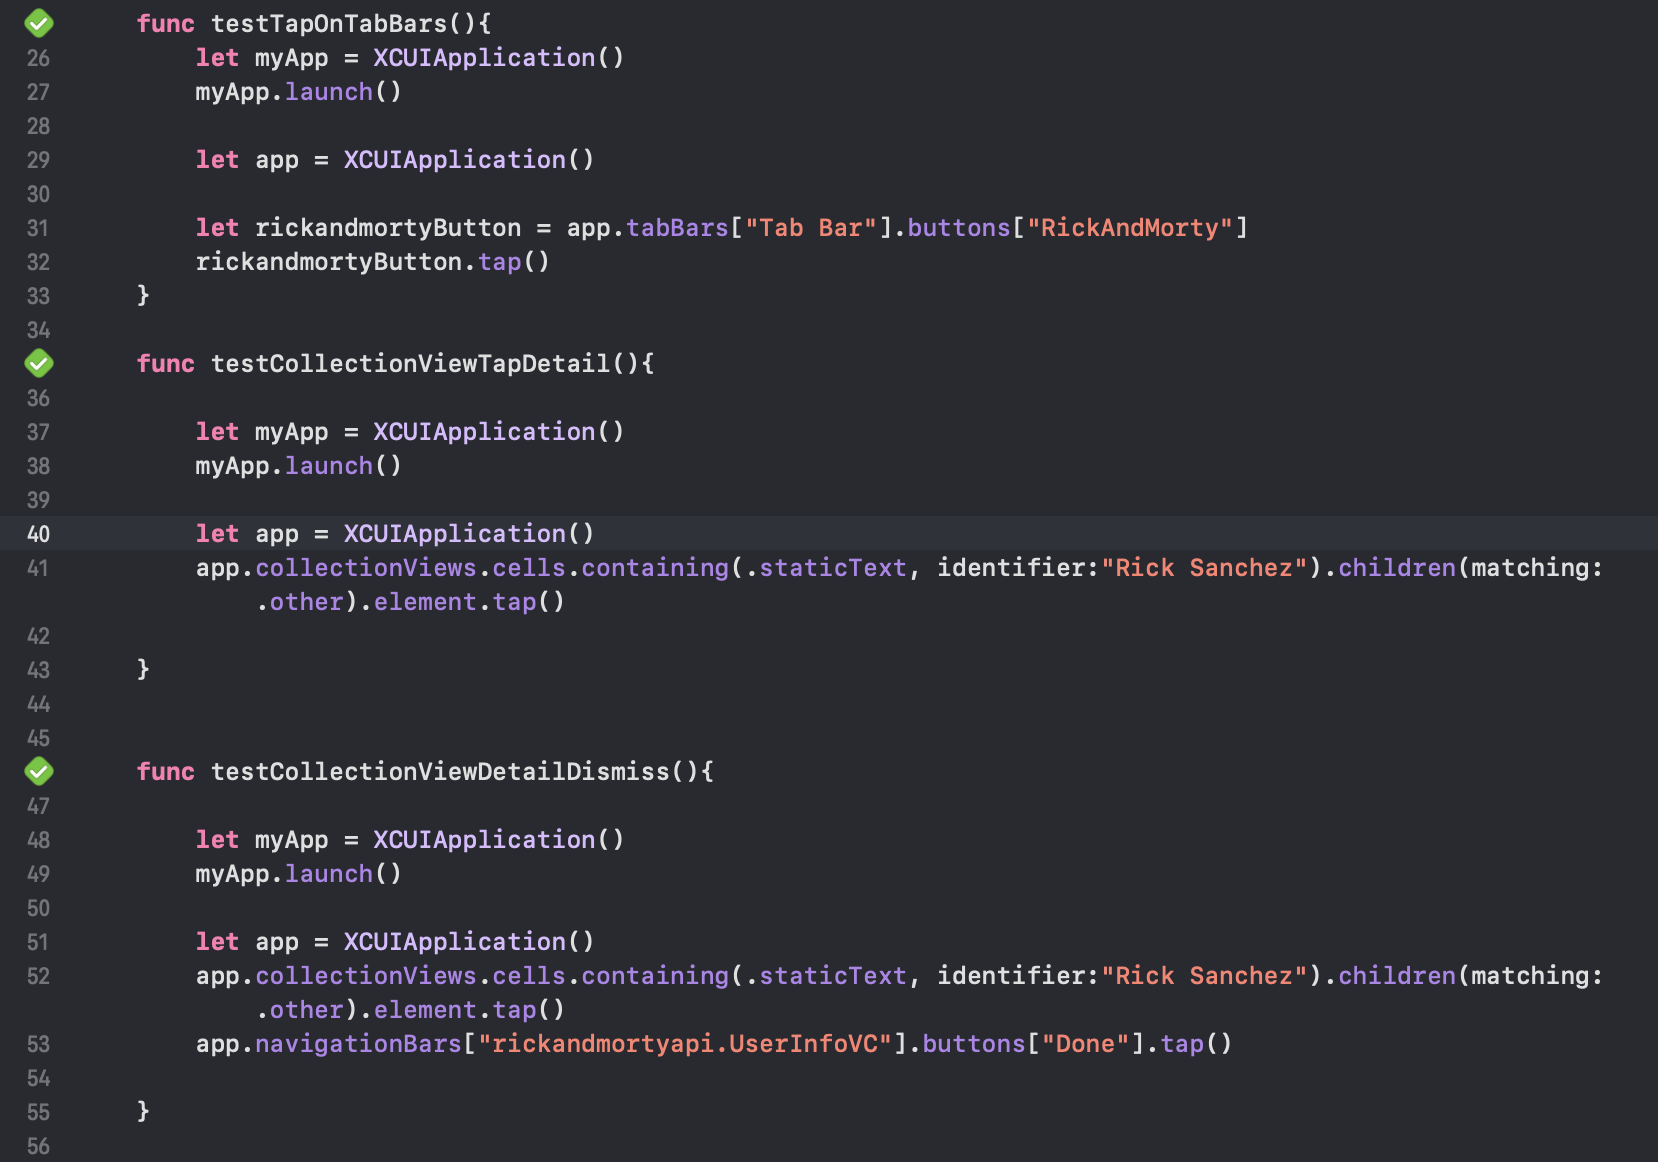 func testTapOnTabBars(){
26 let myApp = XCUIApplication()
27 myApp.launch()
28
29 let app = XCUIApplication()
30
31 let rickandmortyButton = app.tabBars["Tab Bar"].buttons["RickAndMorty"]
32 rickandmortyButton.tap()
33 }
34
func testCollectionViewTapDetail(){
36
37 let myApp = XCUIApplication()
38 myApp.launch()
39
40 let app = XCUIApplication()
41 app.collectionViews.cells.containing(.staticText, identifier:"Rick Sanchez").children(matching:
.other).element.tap()
42
43 }
44
45
func testCollectionViewDetailDismiss(){
47
48 let myApp = XCUIApplication()
49 myApp.launch()
50
51 let app = XCUIApplication()
52 app.collectionViews.cells.containing(.staticText, identifier:"Rick Sanchez").children(matching:
.other).element.tap()
53 app.navigationBars["rickandmortyapi.UserInfoVC"].buttons["Done"].tap()
54
55 }
56